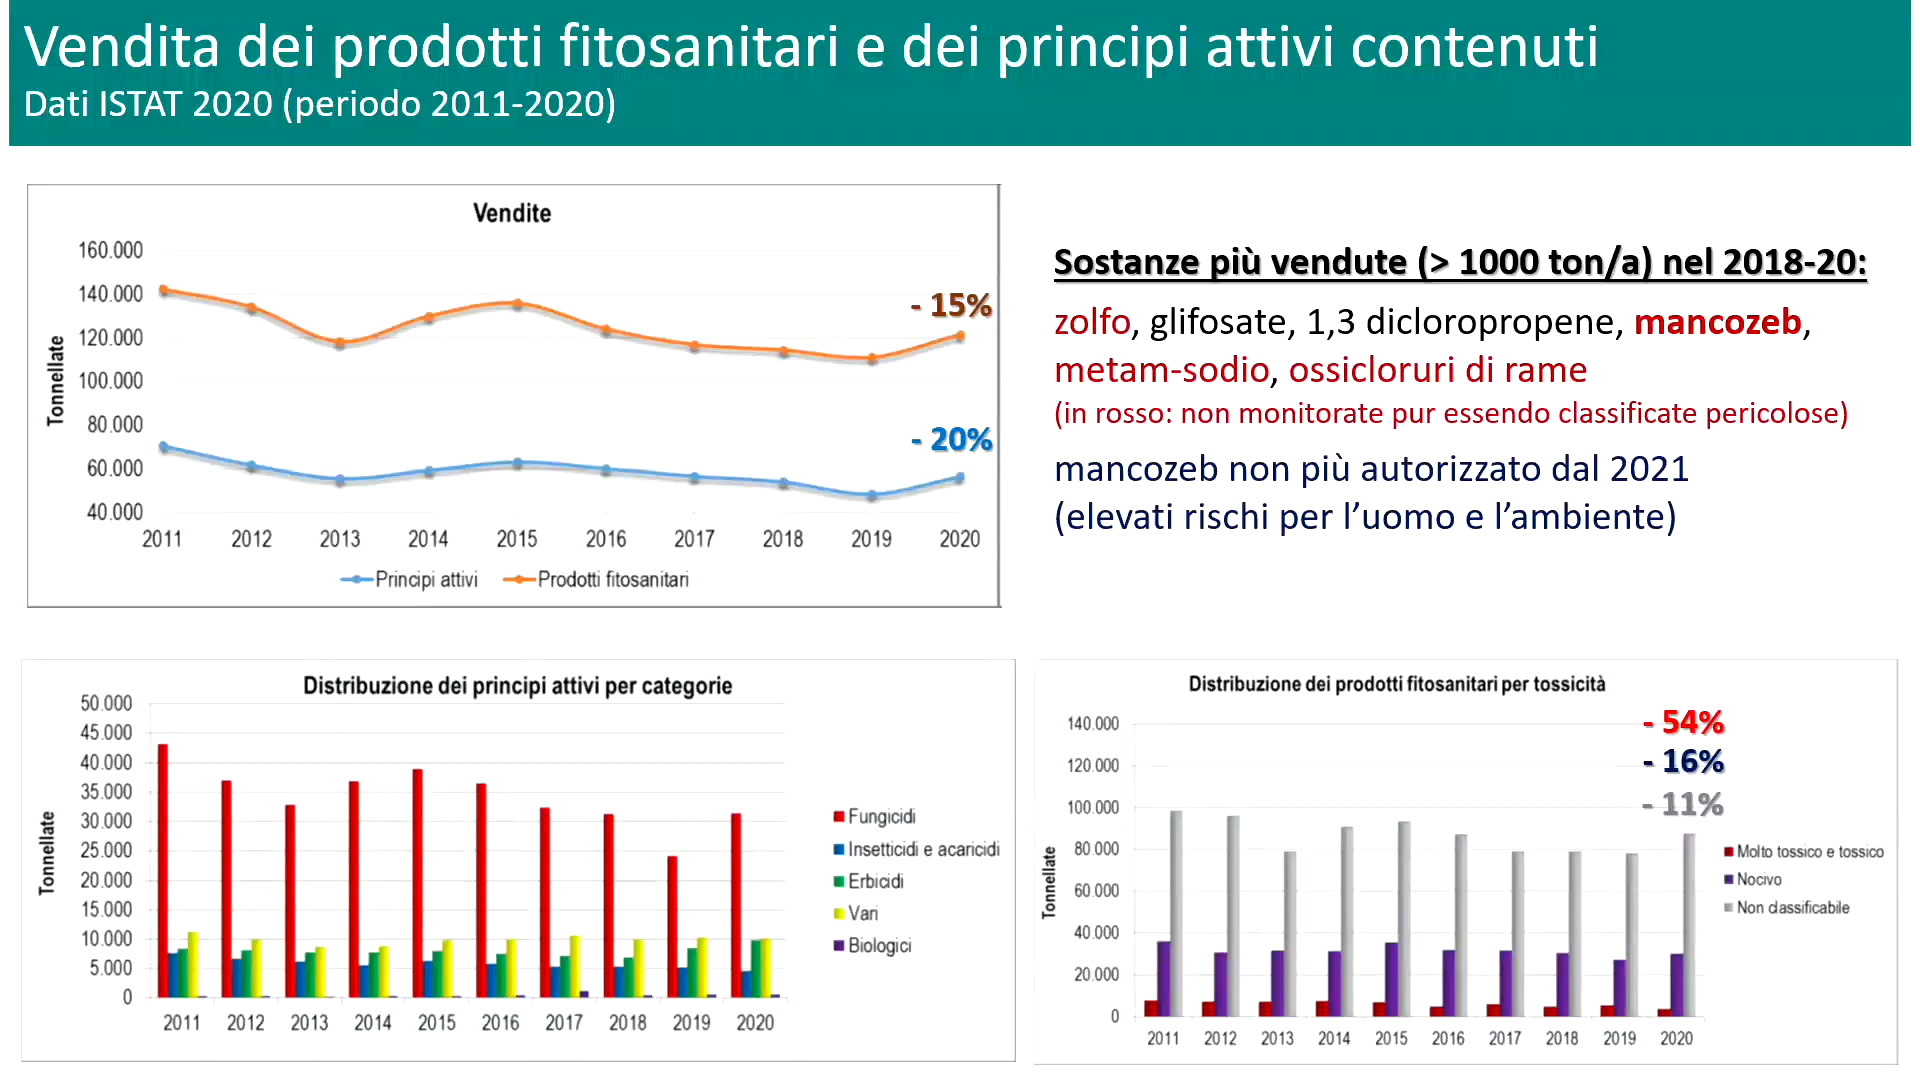 Vendita dei prodotti fitosanitari e dei principi attivi contenuti
Dati ISTAT 2020 (periodo 2011-2020)
Vendite
160.000
140.000
120.000
100.000
80.000
60.000
40.000
Tonnellate
- 15%
- 20%
2011 2012 2013 2014 2015 2016 2017 2018 2019 2020
Principi attivi Prodotti fitosanitari
Sostanze più vendute (> 1000 ton/a) nel 2018-20:
zolfo, glifosate, 1,3 dicloropropene, mancozeb,
metam-sodio, ossicloruri di rame
(in rosso: non monitorate pur essendo classificate pericolose)
mancozeb non più autorizzato dal 2021
(elevati rischi per l’uomo e l’ambiente)
Distribuzione dei principi attivi per categorie
50.000
45.000
40.000
35.000
30.000
25.000
20.000
15.000
10.000
5.000
0
Tonnellate
2011 2012 2013 2014 2015 2016 2017 2018 2019 2020
Fungicidi
Insetticidi e acaricidi
Erbicidi
Vari
Biologici
Distribuzione dei prodotti fitosanitari per tossicità
140.000
120.000
100.000
80.000
60.000
40.000
20.000
0
Tonnellate
- 54%
- 16%
- 11%
2011 2012 2013 2014 2015 2016 2017 2018 2019 2020
Molto tossico e tossico
Nocivo
Non classificabile